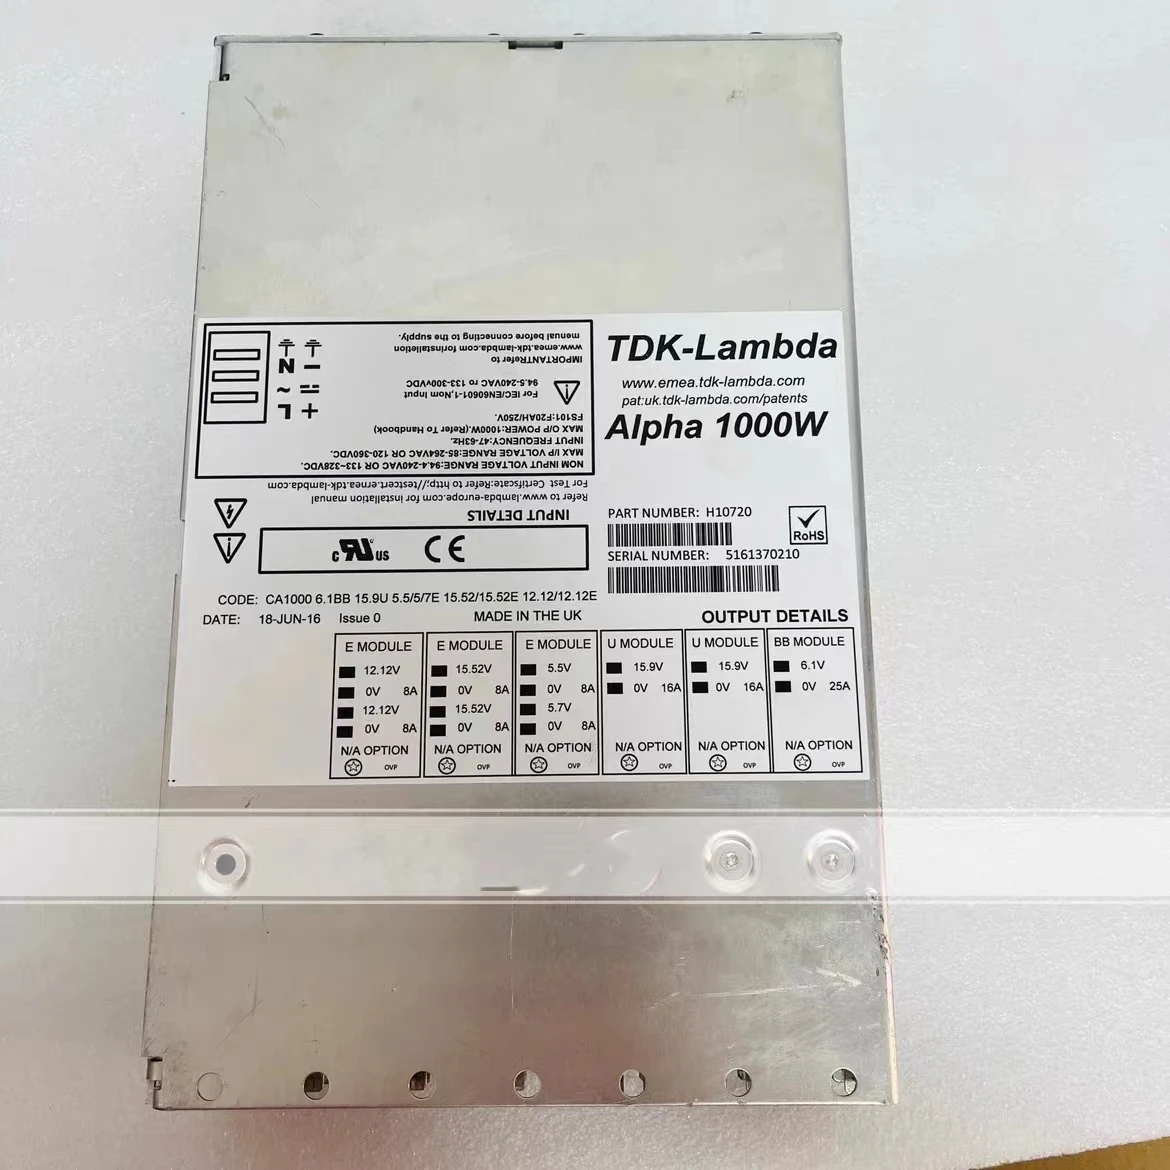 TDK-Lambda
www.emea.tdk-lambda.com
pat:uk.tdk-lambda.com/patents
Alpha 1000W
PART NUMBER: H10720
SERIAL NUMBER: 5161370210
RoHS
INPUT DETAILS
Refer to www.lambda-europe.com for installation manual
For Test Certificate:Refer to http;//testcert.tdk-lambda.ernea.com
NOM INPUT VOLTAGE RANGE:94.4-240VAC OR 133-328VDC.
MAX I/P VOLTAGE RANGE:85-264VAC OR 120-360VDC.
INPUT FREQUENCY:47-63Hz.
MAX O/P POWER:1000W,(Refer To Handbook)
FS101:F20AH/250V.
For IEC/EN60601-1,Nom Input
94.5-240VAC ro 133-300vVDC
IMPORTANTRefer to
www.emea.tdk-lambda.com forinstallation
manual before connecting to the supply.
+ L
= ~
- N
c RU US CE
CODE: CA1000 6.1BB 15.9U 5.5/5/7E 15.52/15.52E 12.12/12.12E
DATE: 18-JUN-16 Issue 0 MADE IN THE UK OUTPUT DETAILS
E MODULE E MODULE E MODULE U MODULE U MODULE BB MODULE
12.12V 15.52V 5.5V 15.9V 15.9V 6.1V
0V 8A 0V 8A 0V 8A 0V 16A 0V 16A 0V 25A
12.12V 15.52V 5.7V
0V 8A 0V 8A 0V 8A
N/A OPTION N/A OPTION N/A OPTION N/A OPTION N/A OPTION N/A OPTION
OVP OVP OVP OVP OVP OVP